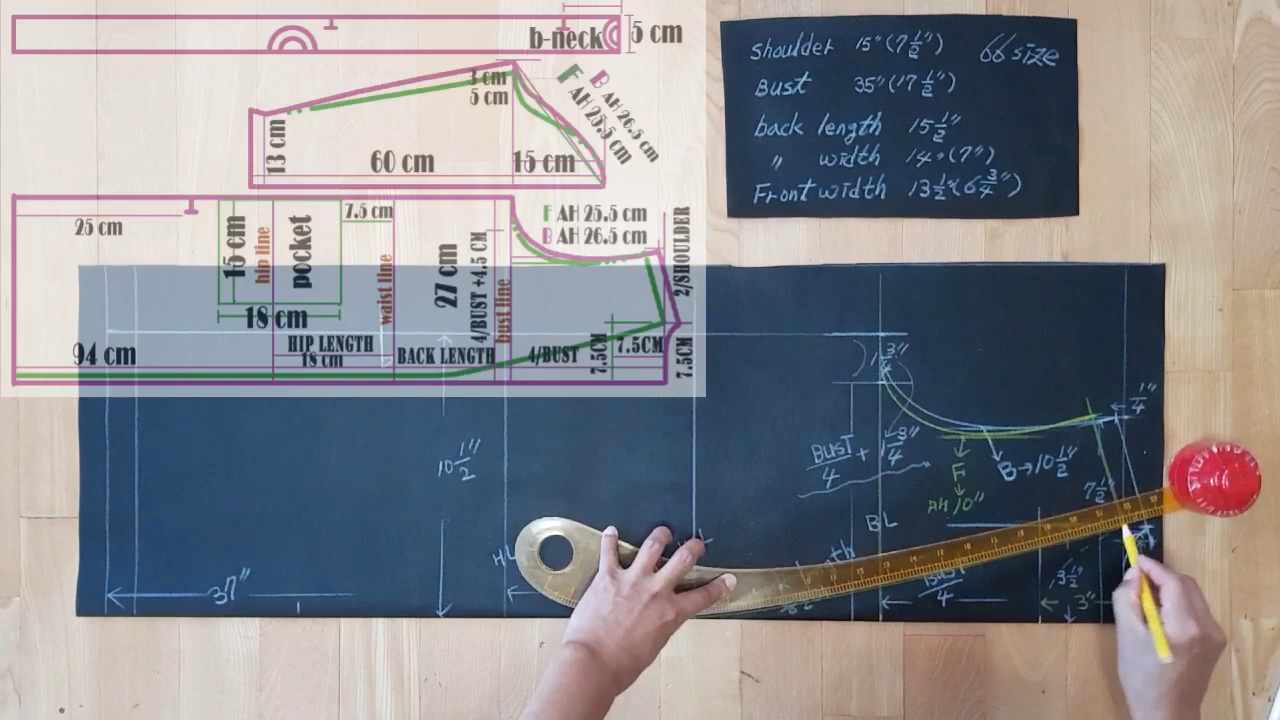 b-neck 5 cm
3 cm
5 cm
F B
AH 26.5 cm
AH 25.5 cm
13 cm
60 cm
15 cm
25 cm
15 cm
hip line
pocket
7.5 cm
18 cm
waist line
27 cm
4/BUST +4.5 CM
bust line
F AH 25.5 cm
B AH 26.5 cm
2/SHOULDER
94 cm
HIP LENGTH
18 cm
BACK LENGTH
4/BUST
7.5CM
7.5CM
7.5CM
shoulder 15"(7 1/2") 66 size
Bust 35"(17 1/2")
back length 15 1/2"
" width 14"(7")
Front width 13 1/2"(6 3/4")
1 3/4"
1/4"
10 1/2"
BUST/4 + 1 3/4"
F
AH 10"
B→10 1/2"
7 1/2"
BL
HL
37"
3 1/2"
3"